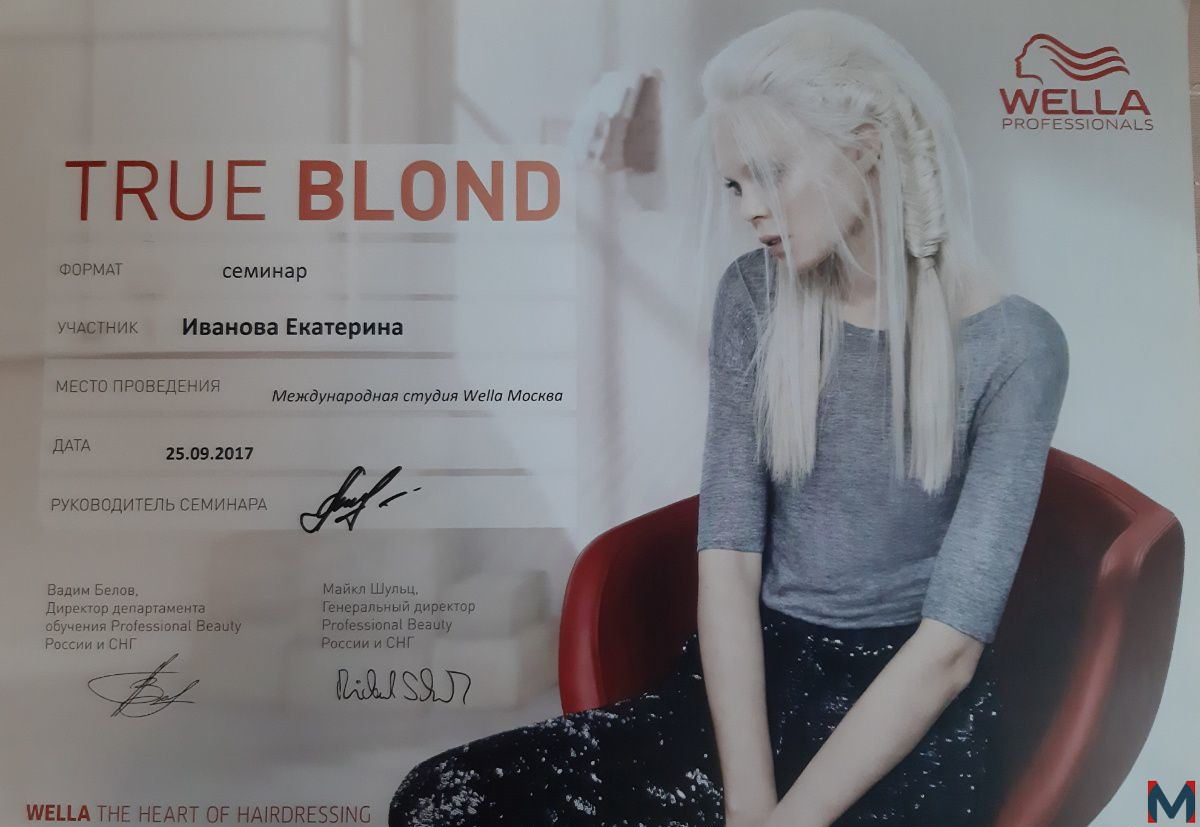 WELLA
PROFESSIONALS
TRUE BLOND
ФОРМАТ семинар
УЧАСТНИК Иванова Екатерина
МЕСТО ПРОВЕДЕНИЯ Международная студия Wella Москва
ДАТА 25.09.2017
РУКОВОДИТЕЛЬ СЕМИНАРА
Вадим Белов,
Директор департамента
обучения Professional Beauty
России и СНГ
Майкл Шульц,
Генеральный директор
Professional Beauty
России и СНГ
WELLA THE HEART OF HAIRDRESSING
M